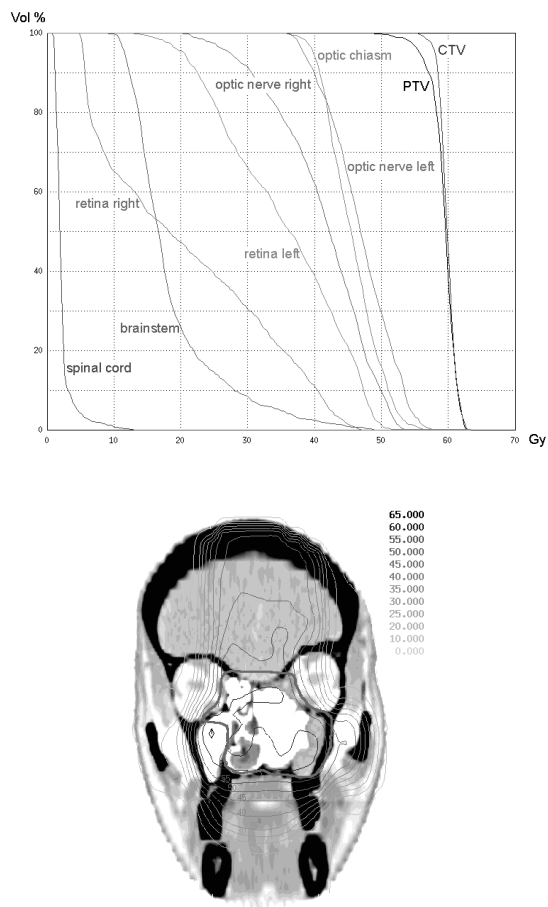 Vol %
100
80
60
40
20
0
optic chiasm
CTV
optic nerve right
PTV
optic nerve left
retina right
retina left
brainstem
spinal cord
0 10 20 30 40 50 60 70
Gy
65.000
60.000
55.000
50.000
45.000
40.000
35.000
30.000
25.000
20.000
10.000
0.000
45